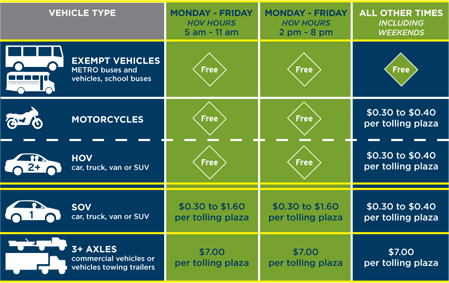 VEHICLE TYPE
MONDAY - FRIDAY
HOV HOURS
5 am - 11 am
MONDAY - FRIDAY
HOV HOURS
2 pm - 8 pm
ALL OTHER TIMES
INCLUDING
WEEKENDS
EXEMPT VEHICLES
METRO buses and
vehicles, school buses
Free
Free
Free
MOTORCYCLES
Free
Free
$0.30 to $0.40
per tolling plaza
2+
HOV
car, truck, van or SUV
Free
Free
$0.30 to $0.40
per tolling plaza
1
SOV
car, truck, van or SUV
$0.30 to $1.60
per tolling plaza
$0.30 to $1.60
per tolling plaza
$0.30 to $0.40
per tolling plaza
3+ AXLES
commercial vehicles or
vehicles towing trailers
$7.00
per tolling plaza
$7.00
per tolling plaza
$7.00
per tolling plaza